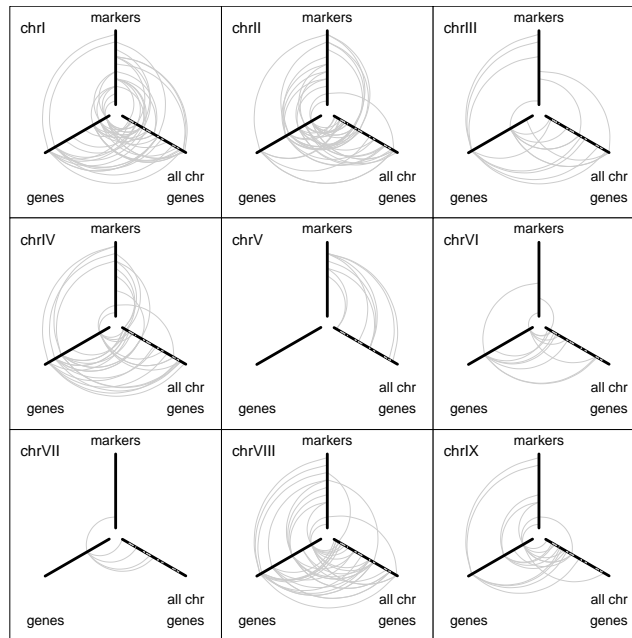 markers
chrI
genes
all chr
genes
markers
chrII
genes
all chr
genes
markers
chrIII
genes
all chr
genes
markers
chrIV
genes
all chr
genes
markers
chrV
genes
all chr
genes
markers
chrVI
genes
all chr
genes
markers
chrVII
genes
all chr
genes
markers
chrVIII
genes
all chr
genes
markers
chrIX
genes
all chr
genes